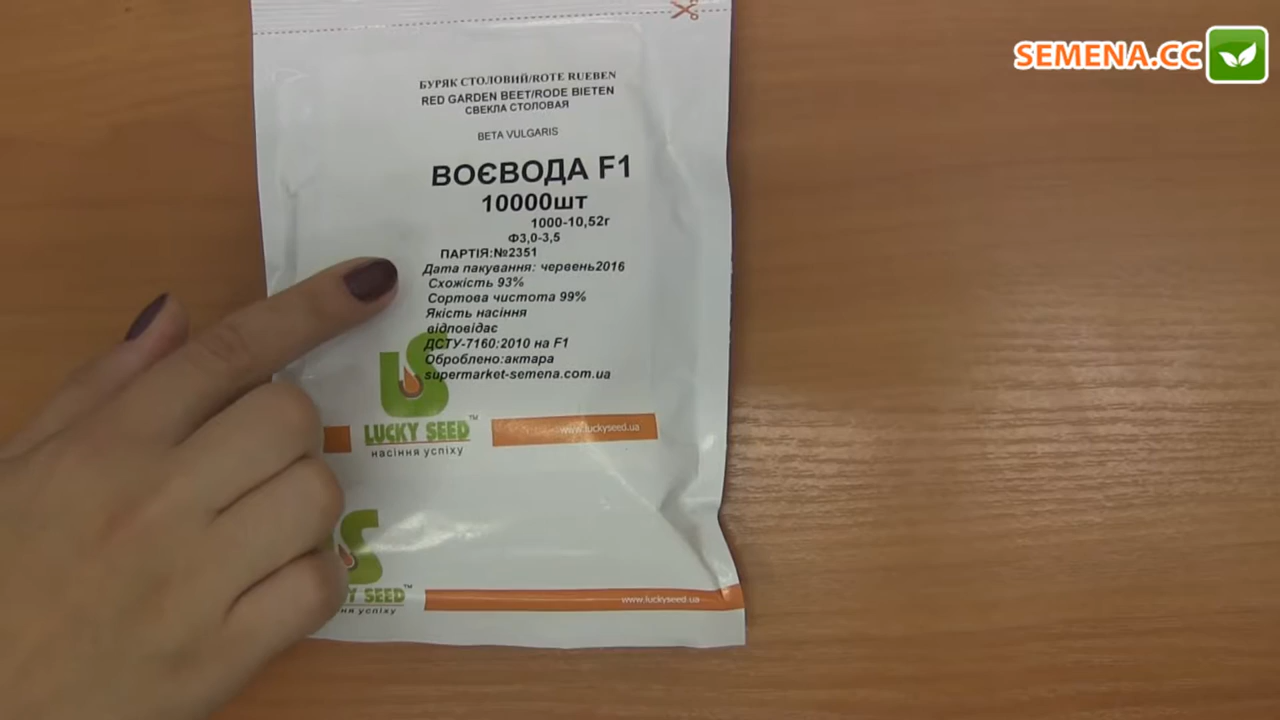 SEMENA.CC
БУРЯК СТОЛОВИЙ/ROTE RUEBEN
RED GARDEN BEET/RODE BIETEN
СВЕКЛА СТОЛОВАЯ
BETA VULGARIS
ВОЄВОДА F1
10000шт
1000-10,52г
Ф3,0-3,5
ПАРТІЯ:№2351
Дата пакування: червень2016
Схожість 93%
Сортова чистота 99%
Якість насіння
відповідає
ДСТУ-7160:2010 на F1
Оброблено:актара
supermarket-semena.com.ua
LUCKY SEED™
насіння успіху
www.luckyseed.ua
SEED™
успіху
www.luckyseed.ua